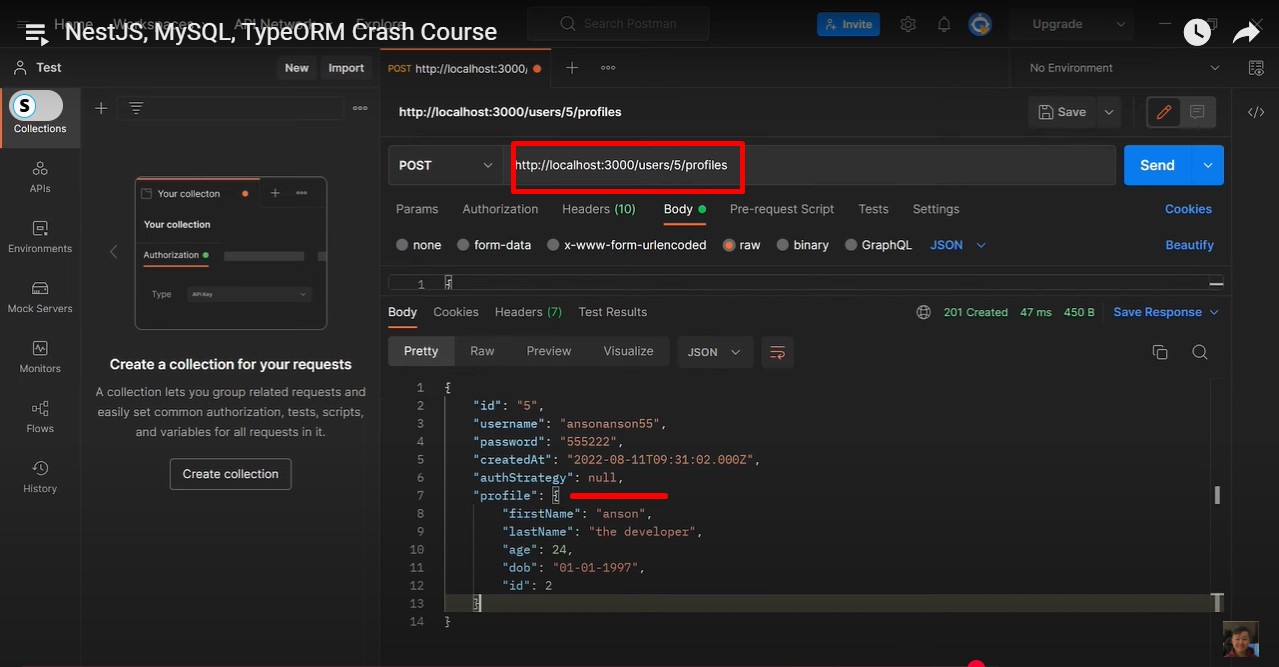 Home Workspaces API Network Explore
NestJS, MySQL, TypeORM Crash Course
Search Postman
Invite
Upgrade
Test
New Import
POST http://localhost:3000/
No Environment
S
Collections
APIs
Environments
Mock Servers
Monitors
Flows
History
Your collecton
Your collection
Authorization
Type
API Key
Create a collection for your requests
A collection lets you group related requests and
easily set common authorization, tests, scripts,
and variables for all requests in it.
Create collection
http://localhost:3000/users/5/profiles
Save
POST
http://localhost:3000/users/5/profiles
Send
Params Authorization Headers (10) Body Pre-request Script Tests Settings
Cookies
none form-data x-www-form-urlencoded raw binary GraphQL JSON
Beautify
1 {
Body Cookies Headers (7) Test Results
201 Created 47 ms 450 B Save Response
Pretty Raw Preview Visualize JSON
1 {
2 "id": "5",
3 "username": "ansonanson55",
4 "password": "555222",
5 "createdAt": "2022-08-11T09:31:02.000Z",
6 "authStrategy": null,
7 "profile": {
8 "firstName": "anson",
9 "lastName": "the developer",
10 "age": 24,
11 "dob": "01-01-1997",
12 "id": 2
13 }
14 }